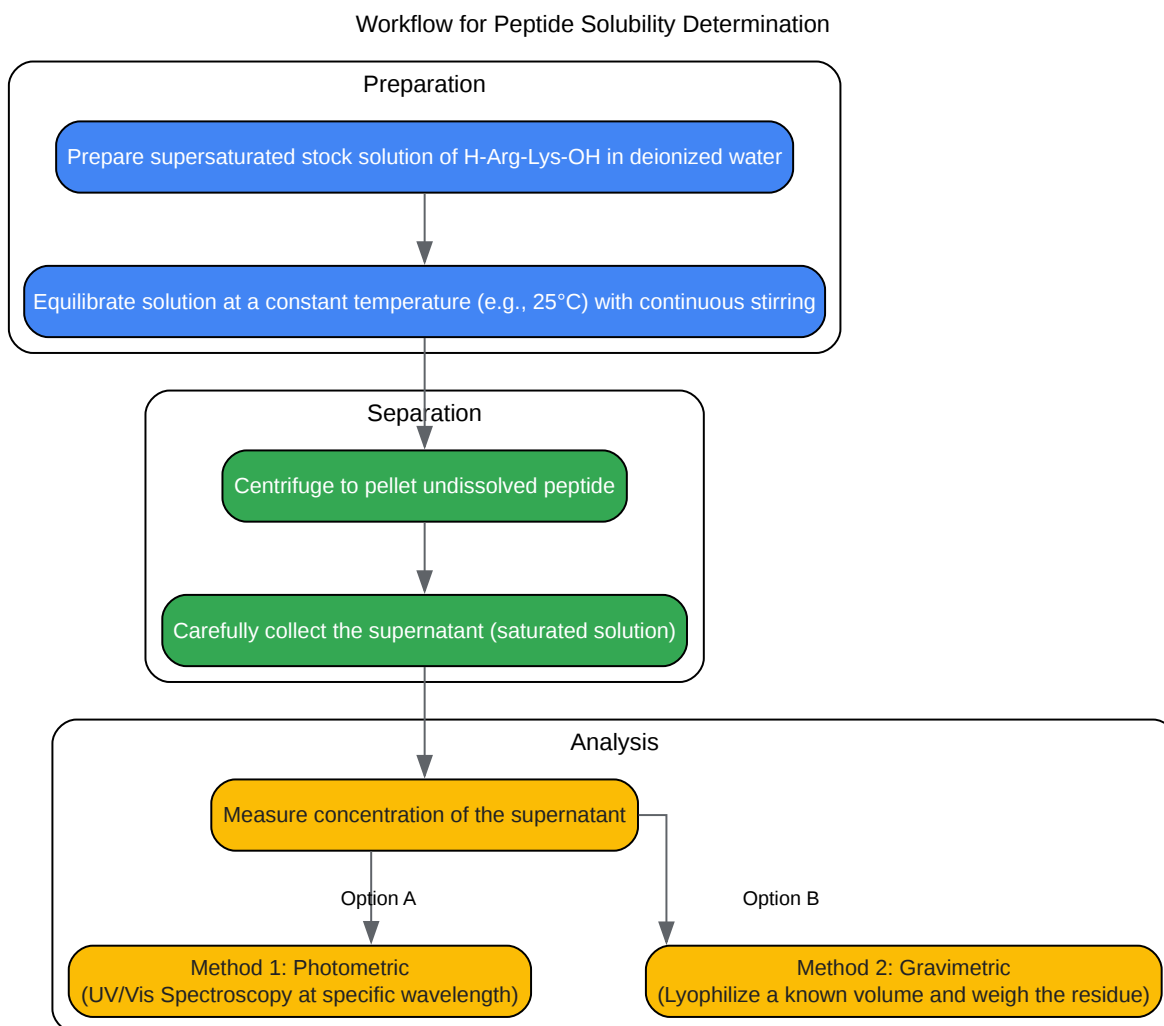 Workflow for Peptide Solubility Determination
Preparation
Prepare supersaturated stock solution of H-Arg-Lys-OH in deionized water
Equilibrate solution at a constant temperature (e.g., 25°C) with continuous stirring
Separation
Centrifuge to pellet undissolved peptide
Carefully collect the supernatant (saturated solution)
Analysis
Measure concentration of the supernatant
Option A
Option B
Method 1: Photometric
(UV/Vis Spectroscopy at specific wavelength)
Method 2: Gravimetric
(Lyophilize a known volume and weigh the residue)